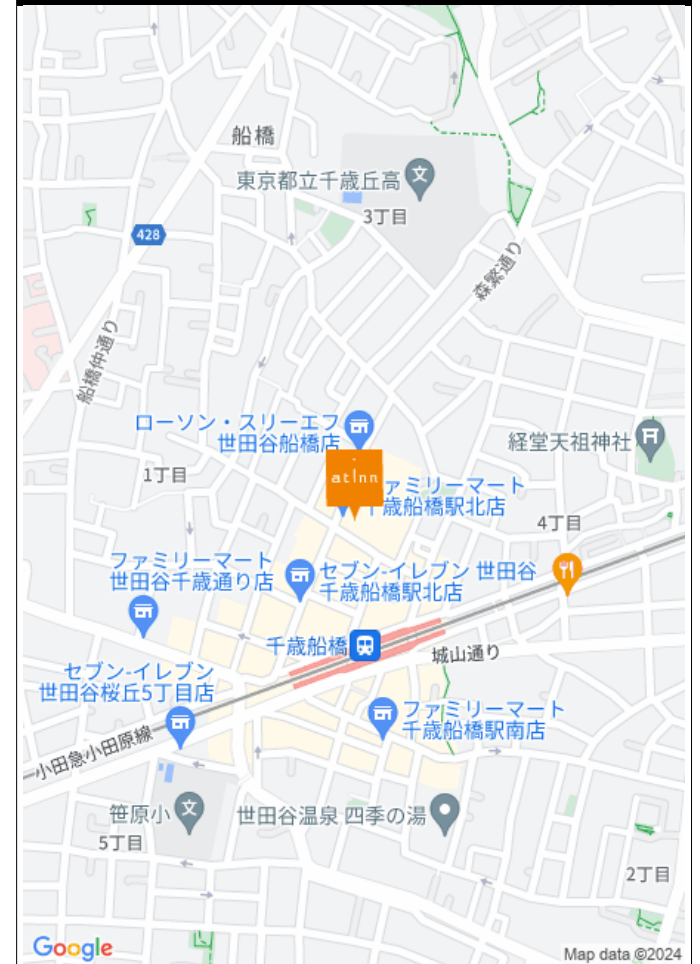 船橋
東京都立千歳丘高
3丁目
428
森繁通り
船橋仲通り
ローソン・スリーエフ
世田谷船橋店
経堂天祖神社
1丁目
at Inn
ァミリーマート
千歳船橋駅北店
4丁目
ファミリーマート
世田谷千歳通り店
セブン-イレブン 世田谷
千歳船橋駅北店
千歳船橋
城山通り
セブン-イレブン
世田谷桜丘5丁目店
ファミリーマート
千歳船橋駅南店
小田急小田原線
笹原小
世田谷温泉 四季の湯
5丁目
2丁目
Google
Map data ©2024